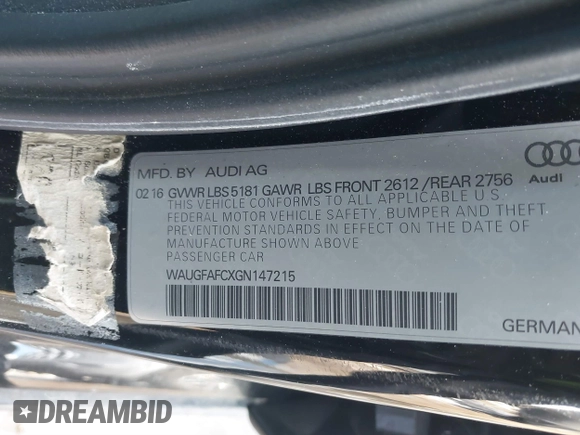 MFD. BY AUDI AG
02 16 GVWR LBS 5181 GAWR LBS FRONT 2612 /REAR 2756
THIS VEHICLE CONFORMS TO ALL APPLICABLE U S
FEDERAL MOTOR VEHICLE SAFETY, BUMPER AND THEFT
PREVENTION STANDARDS IN EFFECT ON THE DATE OF
MANUFACTURE SHOWN ABOVE
PASSENGER CAR
WAUGFAFCXGN147215
Audi
GERMAN
DREAMBID